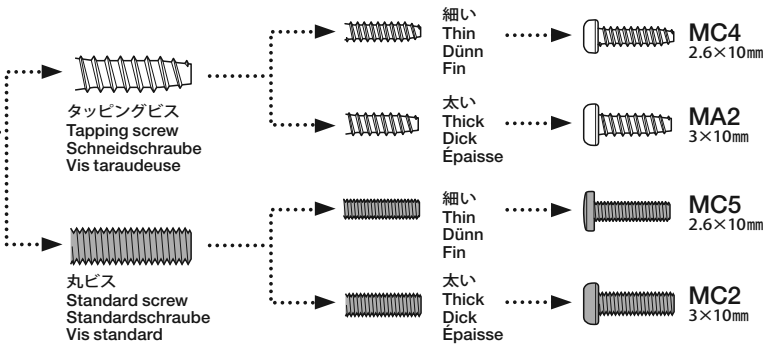 タッピングビス
Tapping screw
Schneidschraube
Vis taraudeuse
細い
Thin
Dünn
Fin
MC4
2.6×10㎜
太い
Thick
Dick
Épaisse
MA2
3×10㎜
丸ビス
Standard screw
Standardschraube
Vis standard
細い
Thin
Dünn
Fin
MC5
2.6×10㎜
太い
Thick
Dick
Épaisse
MC2
3×10㎜